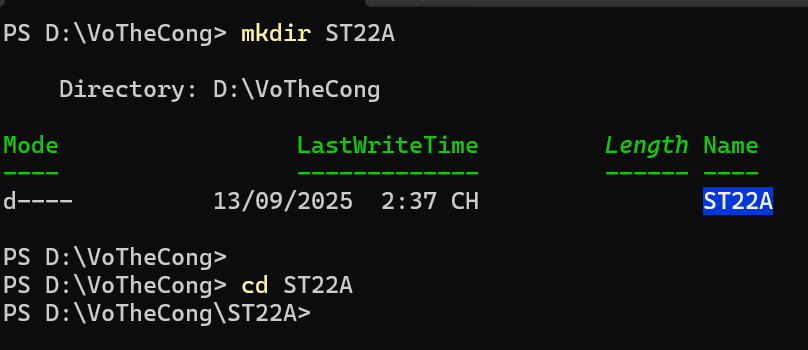 PS D:\VoTheCong> mkdir ST22A
Directory: D:\VoTheCong
Mode LastWriteTime Length Name
---- ------------- ------ ----
d---- 13/09/2025 2:37 CH ST22A
PS D:\VoTheCong>
PS D:\VoTheCong> cd ST22A
PS D:\VoTheCong\ST22A>